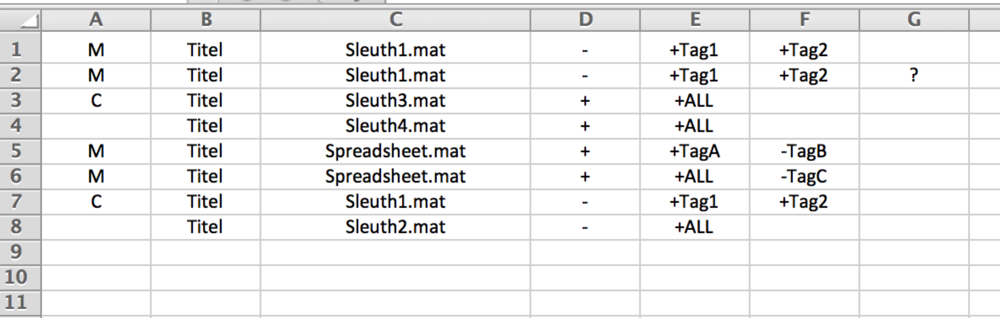 A B C D E F G
1 M Titel Sleuth1.mat - +Tag1 +Tag2
2 M Titel Sleuth1.mat - +Tag1 +Tag2 ?
3 C Titel Sleuth3.mat + +ALL
4 Titel Sleuth4.mat + +ALL
5 M Titel Spreadsheet.mat + +TagA -TagB
6 M Titel Spreadsheet.mat + +ALL -TagC
7 C Titel Sleuth1.mat - +Tag1 +Tag2
8 Titel Sleuth2.mat - +ALL
9
10
11